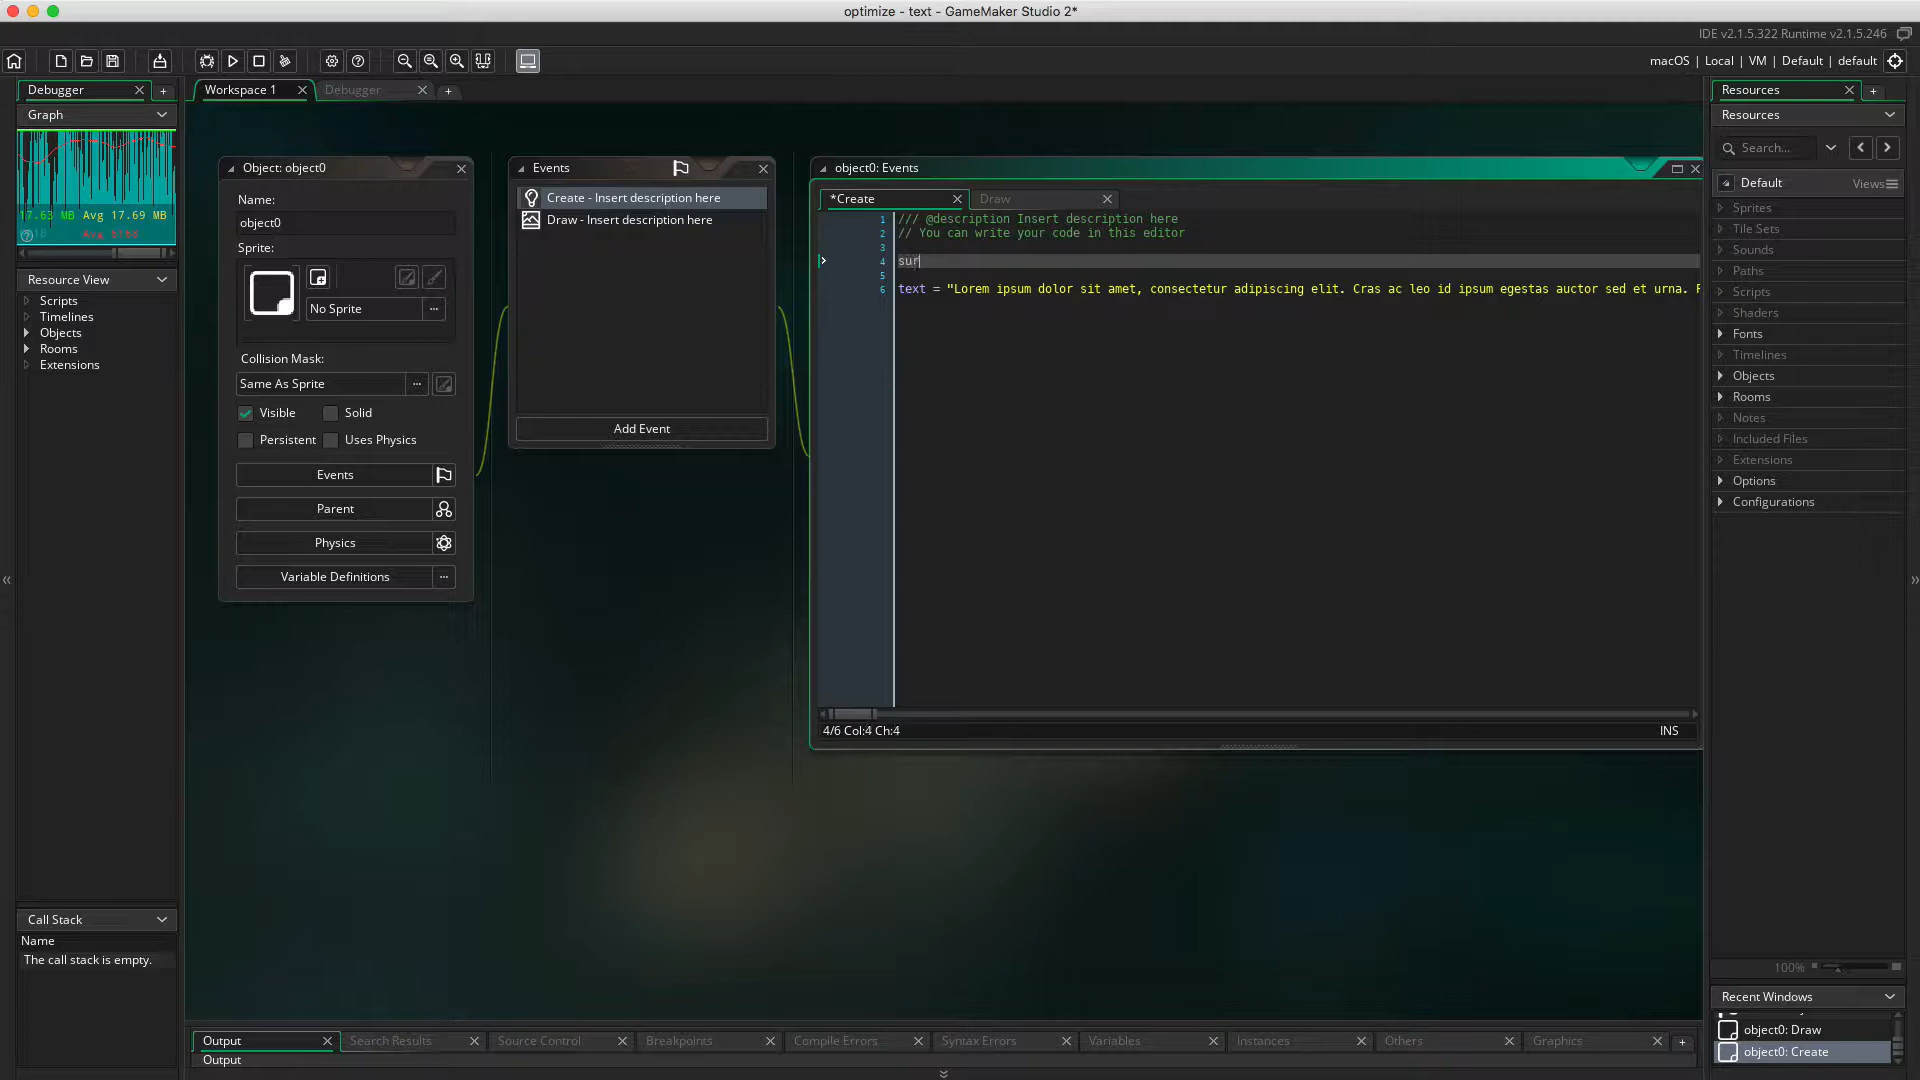 optimize - text - GameMaker Studio 2*
IDE v2.1.5.322 Runtime v2.1.5.246
macOS | Local | VM | Default | default
Debugger
Graph
17.63 MB Avg 17.69 MB
Resource View
Scripts
Timelines
Objects
Rooms
Extensions
Call Stack
Name
The call stack is empty.
Workspace 1
Debugger
Object: object0
Name:
object0
Sprite:
No Sprite
Collision Mask:
Same As Sprite
Visible
Solid
Persistent
Uses Physics
Events
Parent
Physics
Variable Definitions
Events
Create - Insert description here
Draw - Insert description here
Add Event
object0: Events
*Create
Draw
1 /// @description Insert description here
2 // You can write your code in this editor
3
4 sur
5
6 text = "Lorem ipsum dolor sit amet, consectetur adipiscing elit. Cras ac leo id ipsum egestas auctor sed et urna.
4/6 Col:4 Ch:4
INS
Resources
Resources
Search...
Default
Views
Sprites
Tile Sets
Sounds
Paths
Scripts
Shaders
Fonts
Timelines
Objects
Rooms
Notes
Included Files
Extensions
Options
Configurations
100%
Recent Windows
object0: Draw
object0: Create
Output
Search Results
Source Control
Breakpoints
Compile Errors
Syntax Errors
Variables
Instances
Others
Graphics
Output